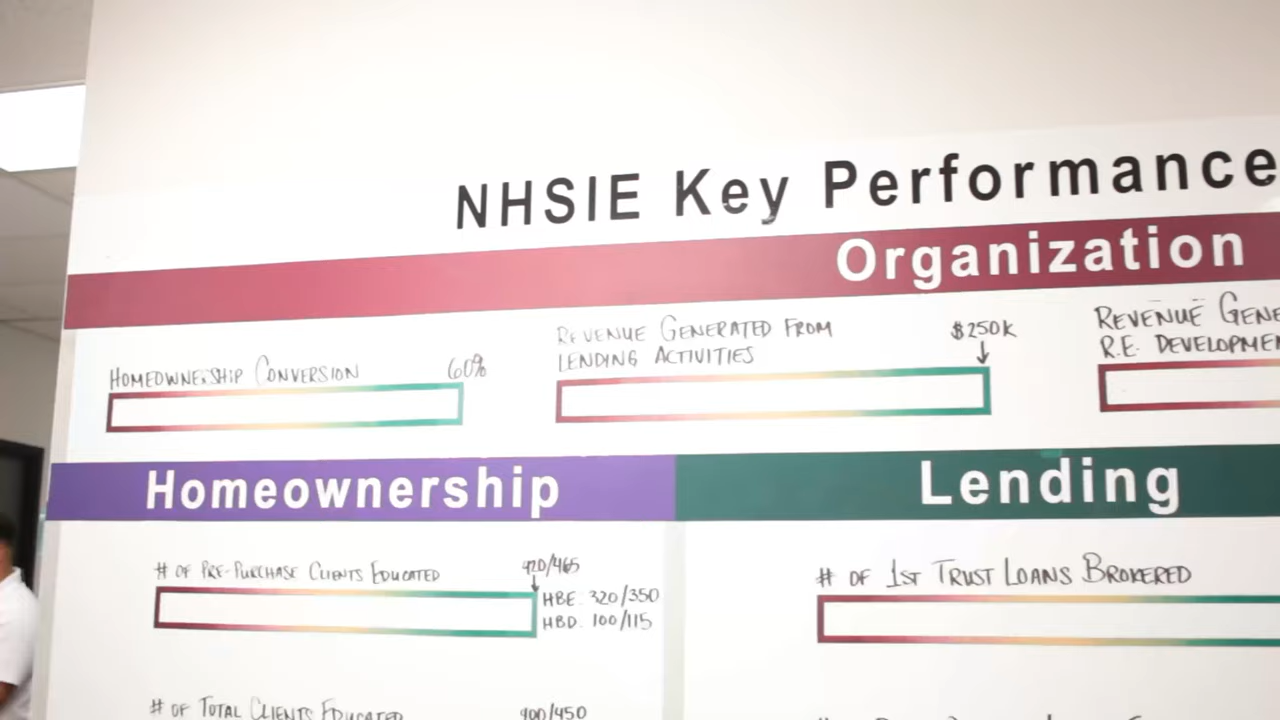 NHSIE Key Performance
Organization
HOMEOWNERSHIP CONVERSION 60%
REVENUE GENERATED FROM
LENDING ACTIVITIES
$250K
REVENUE GENE
R.E. DEVELOPMEN
Homeownership
Lending
# OF PRE-PURCHASE CLIENTS EDUCATED
420/465
HBE: 320/350
HBD: 100/115
# OF 1ST TRUST LOANS BROKERED
# OF TOTAL CLIENTS EDUCATED
400/450